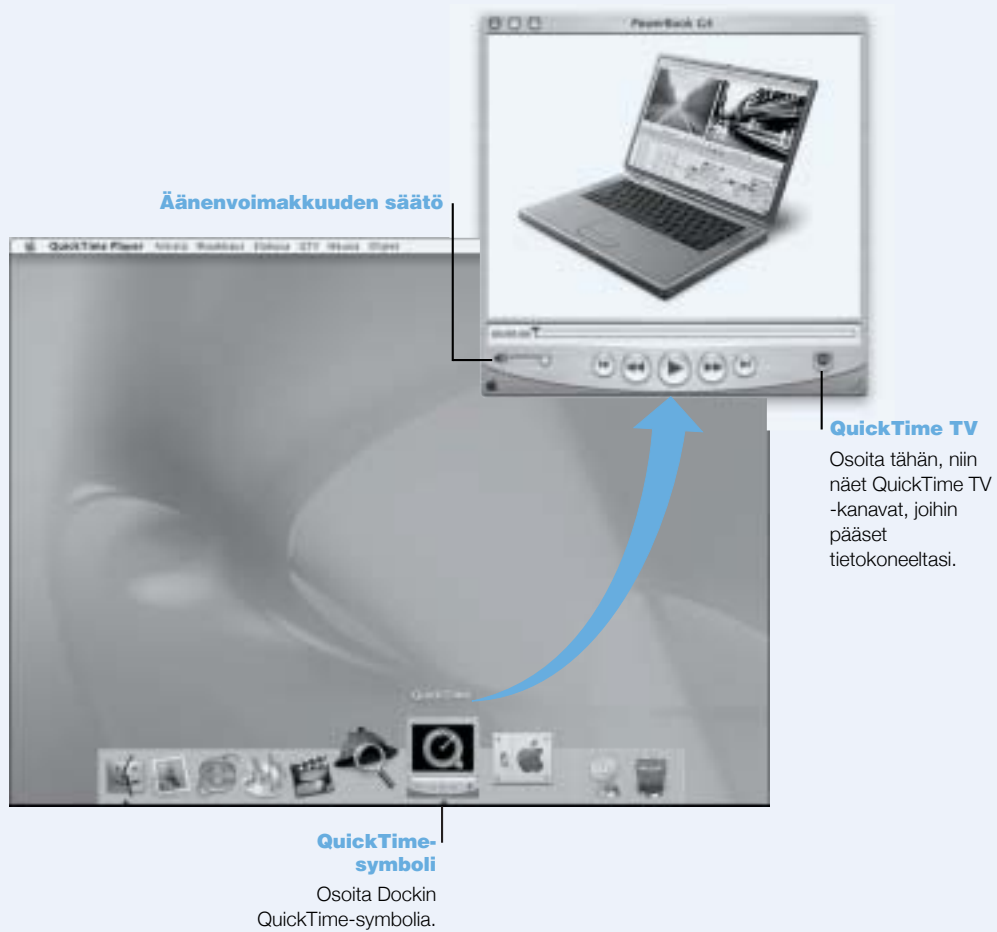 PowerBook G4
Äänenvoimakkuuden säätö
QuickTime Player
QTV
QuickTime TV
Osoita tähän, niin
näet QuickTime TV
-kanavat, joihin
pääset
tietokoneeltasi.
QuickTime
QuickTime-
symboli
Osoita Dockin
QuickTime-symbolia.